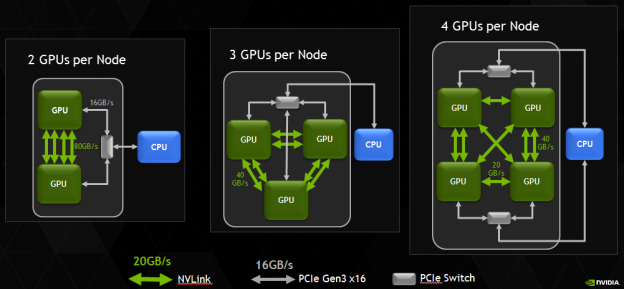 2 GPUs per Node
GPU
16GB/s
80GB/s
CPU
GPU
3 GPUs per Node
GPU
GPU
CPU
40
GB/s
GPU
4 GPUs per Node
GPU
GPU
40
GB/s
CPU
20
GB/s
GPU
GPU
20GB/s
NVLink
16GB/s
PCIe Gen3 x16
PCIe Switch
NVIDIA